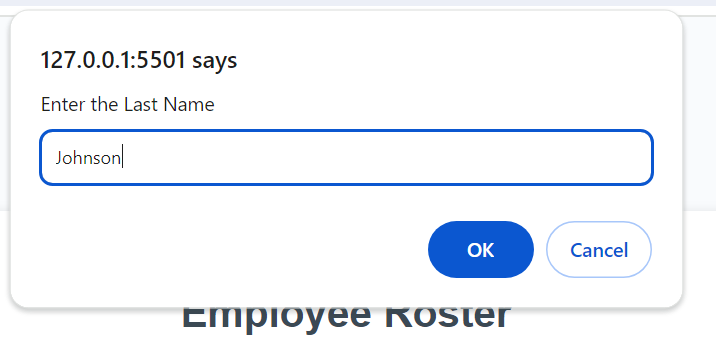 127.0.0.1:5501 says
Enter the Last Name
Johnson
OK Cancel
Employee Roster